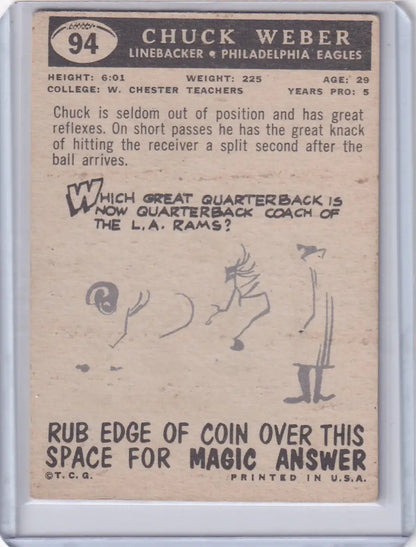 94
CHUCK WEBER
LINEBACKER • PHILADELPHIA EAGLES
HEIGHT: 6:01 WEIGHT: 225 AGE: 29
COLLEGE: W. CHESTER TEACHERS YEARS PRO: 5
Chuck is seldom out of position and has great
reflexes. On short passes he has the great knack
of hitting the receiver a split second after the
ball arrives.
WHICH GREAT QUARTERBACK IS
NOW QUARTERBACK COACH OF
THE L.A. RAMS?
RUB EDGE OF COIN OVER THIS
SPACE FOR MAGIC ANSWER
©T.C.G. PRINTED IN U.S.A.